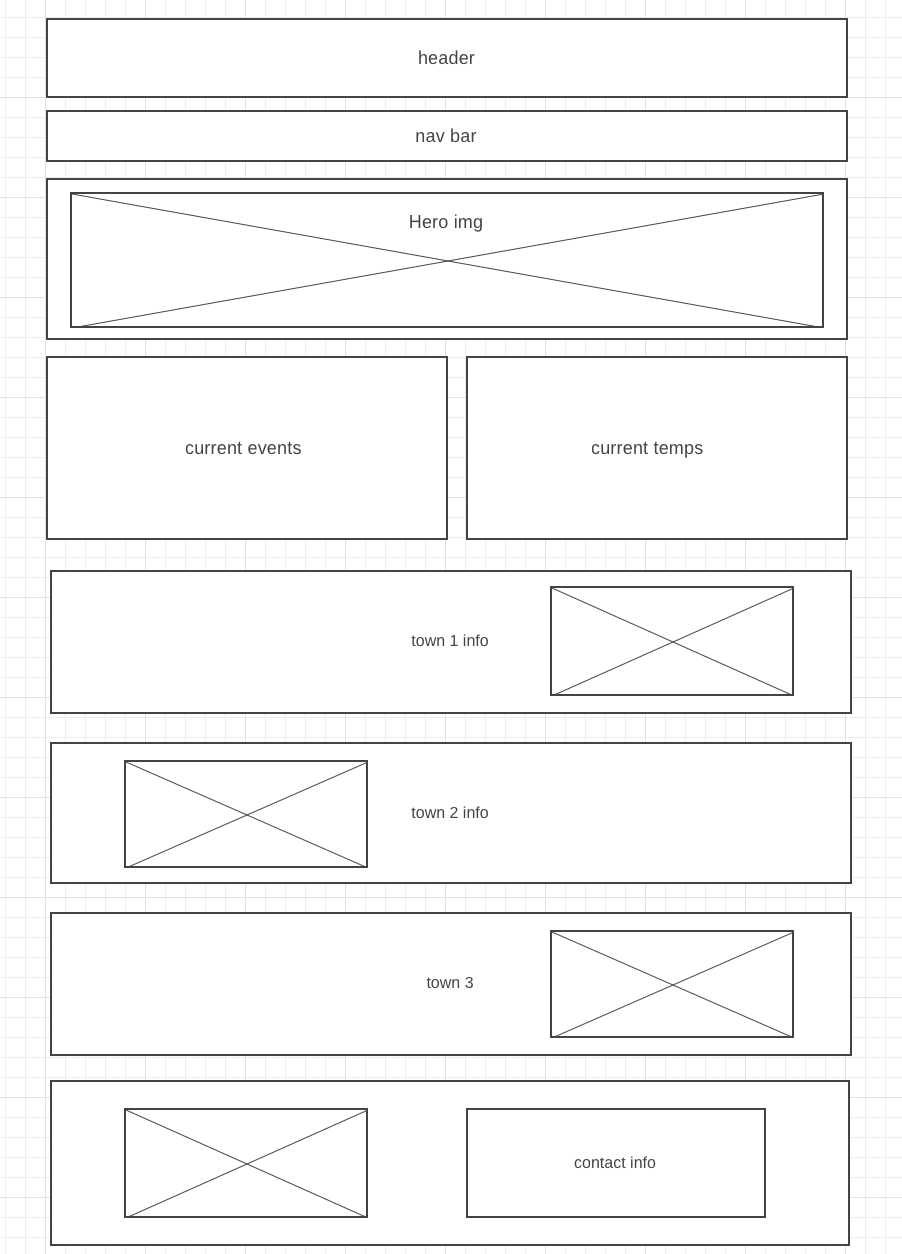 header
nav bar
Hero img
current events
current temps
town 1 info
town 2 info
town 3
contact info